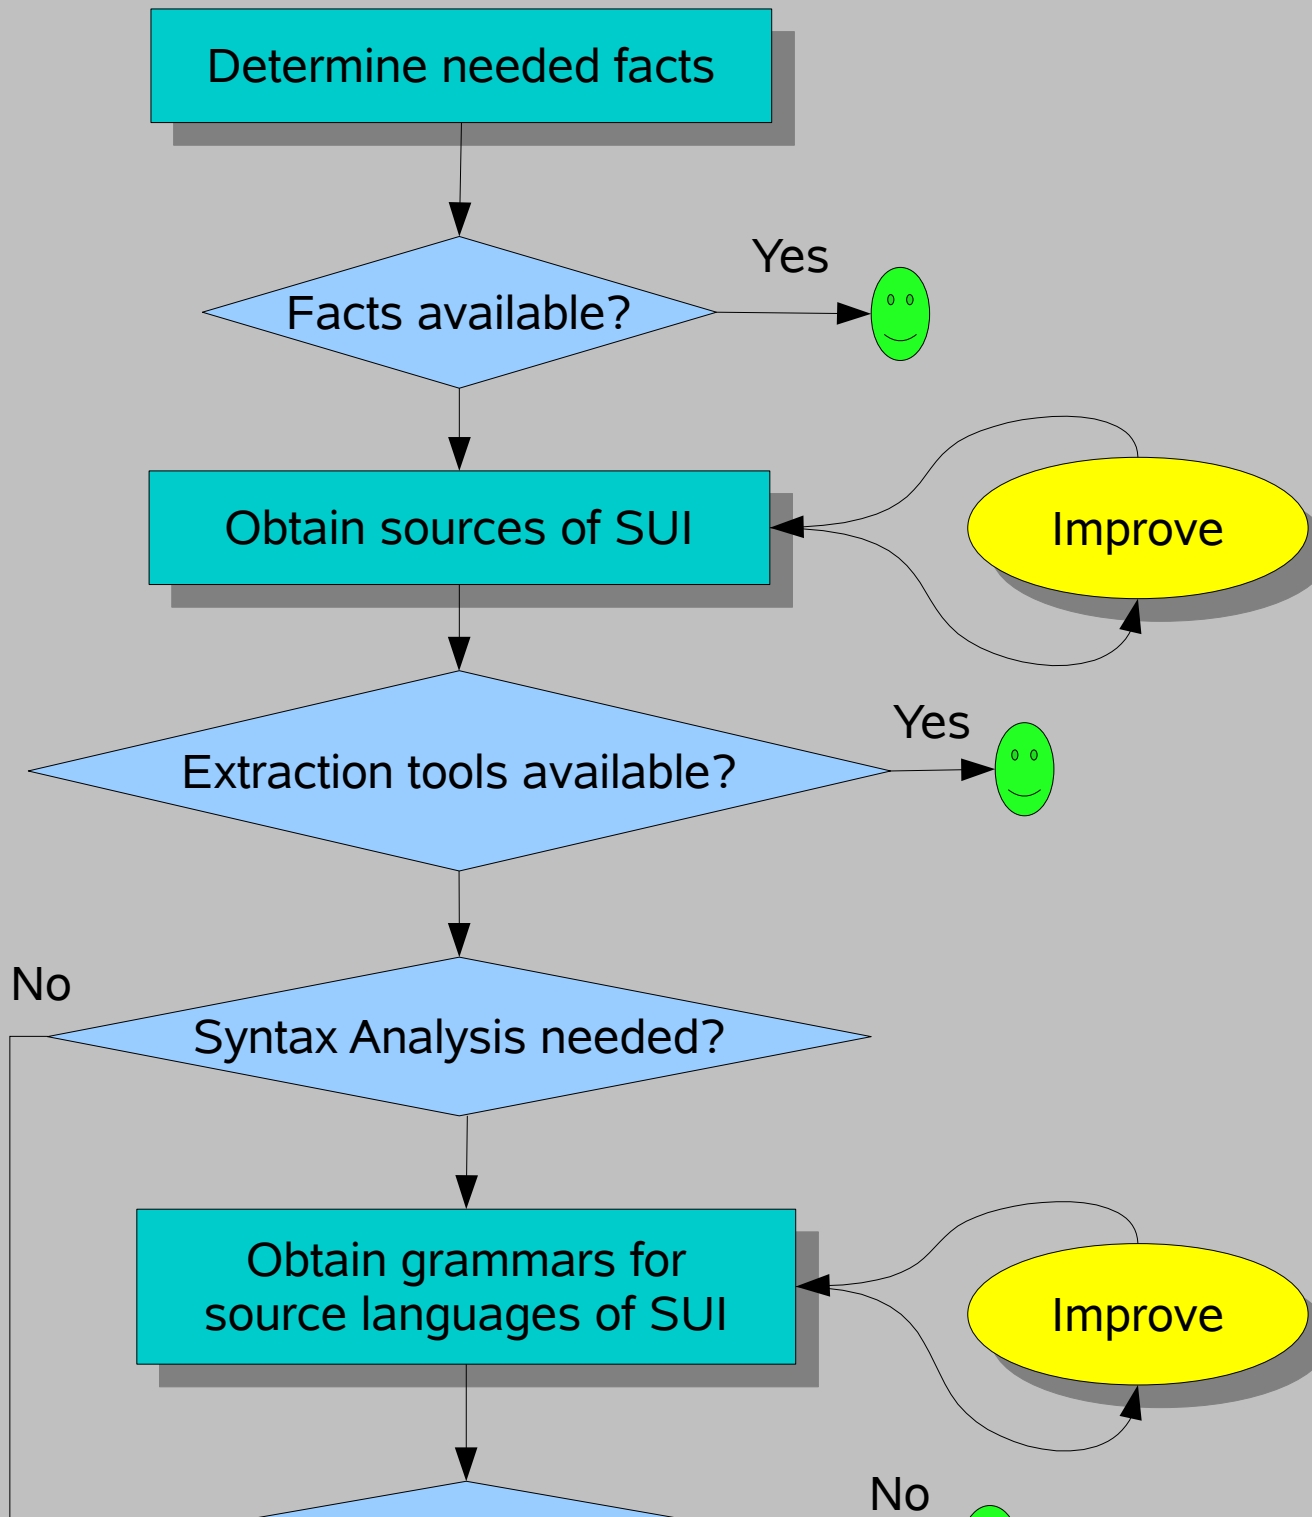 Determine needed facts
Yes
Facts available?
Obtain sources of SUI
Improve
Yes
Extraction tools available?
No
Syntax Analysis needed?
Obtain grammars for
source languages of SUI
Improve
No